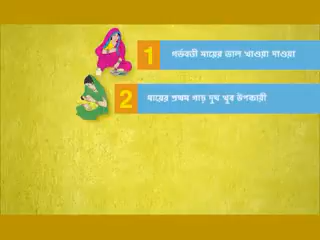 1 গর্ভবতী মায়ের ভাল খাওয়া দাওয়া
2 মায়ের প্রথম গাঢ় দুধ খুব উপকারী